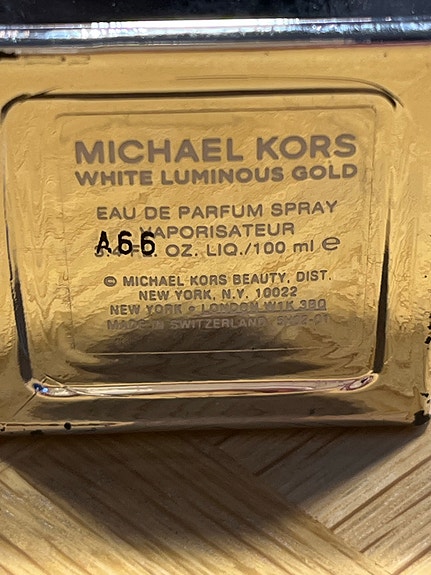 MICHAEL KORS
WHITE LUMINOUS GOLD
EAU DE PARFUM SPRAY
VAPORISATEUR
A66
OZ. LIQ./100 ml e
© MICHAEL KORS BEAUTY, DIST.
NEW YORK, N.Y. 10022
NEW YORK • LONDON W1K 3BQ
MADE IN SWITZERLAND